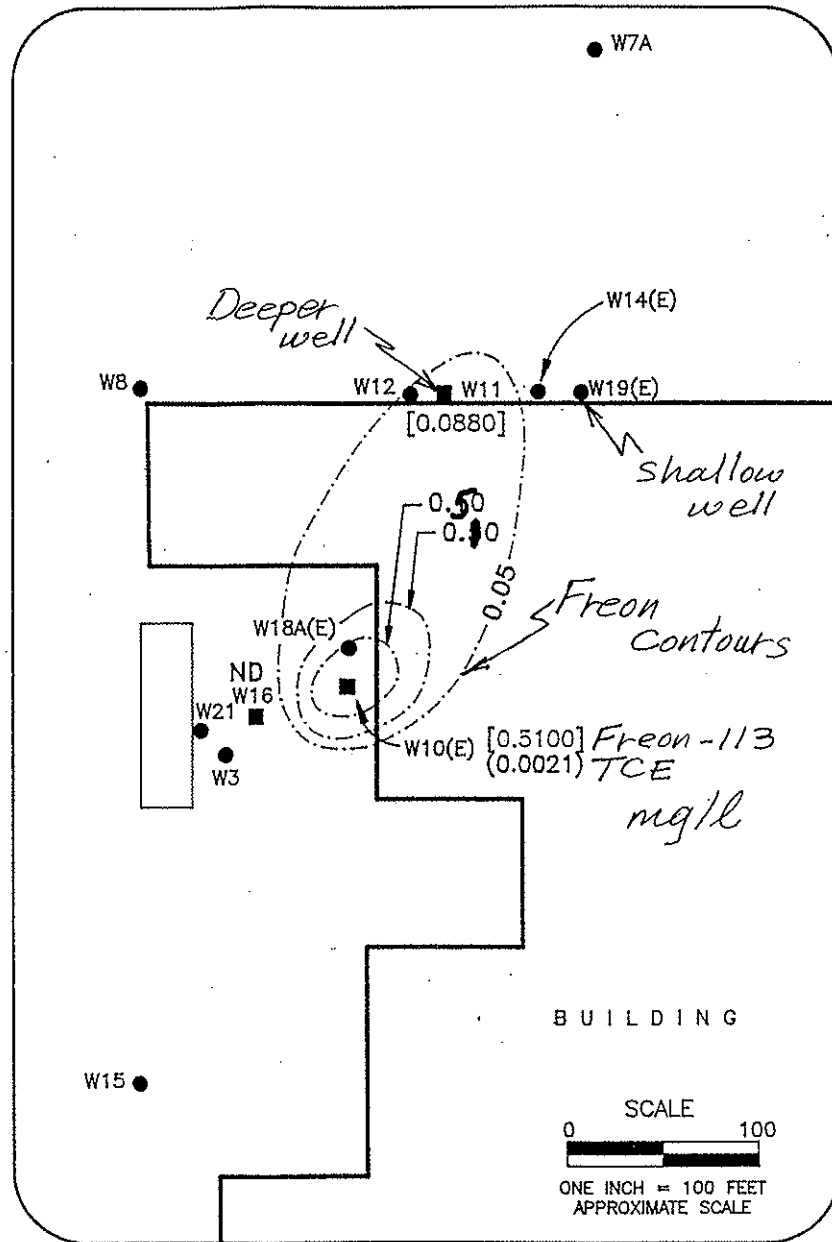 W7A
Deeper
well
W14(E)
W8
W12
W11
W19(E)
[0.0880]
shallow
well
0.50
0.10
0.05
Freon
Contours
W18A(E)
ND
W16
W21
W3
W10(E)
[0.5100] Freon-113
(0.0021) TCE
mg/l
BUILDING
W15
SCALE
0 100
ONE INCH = 100 FEET
APPROXIMATE SCALE